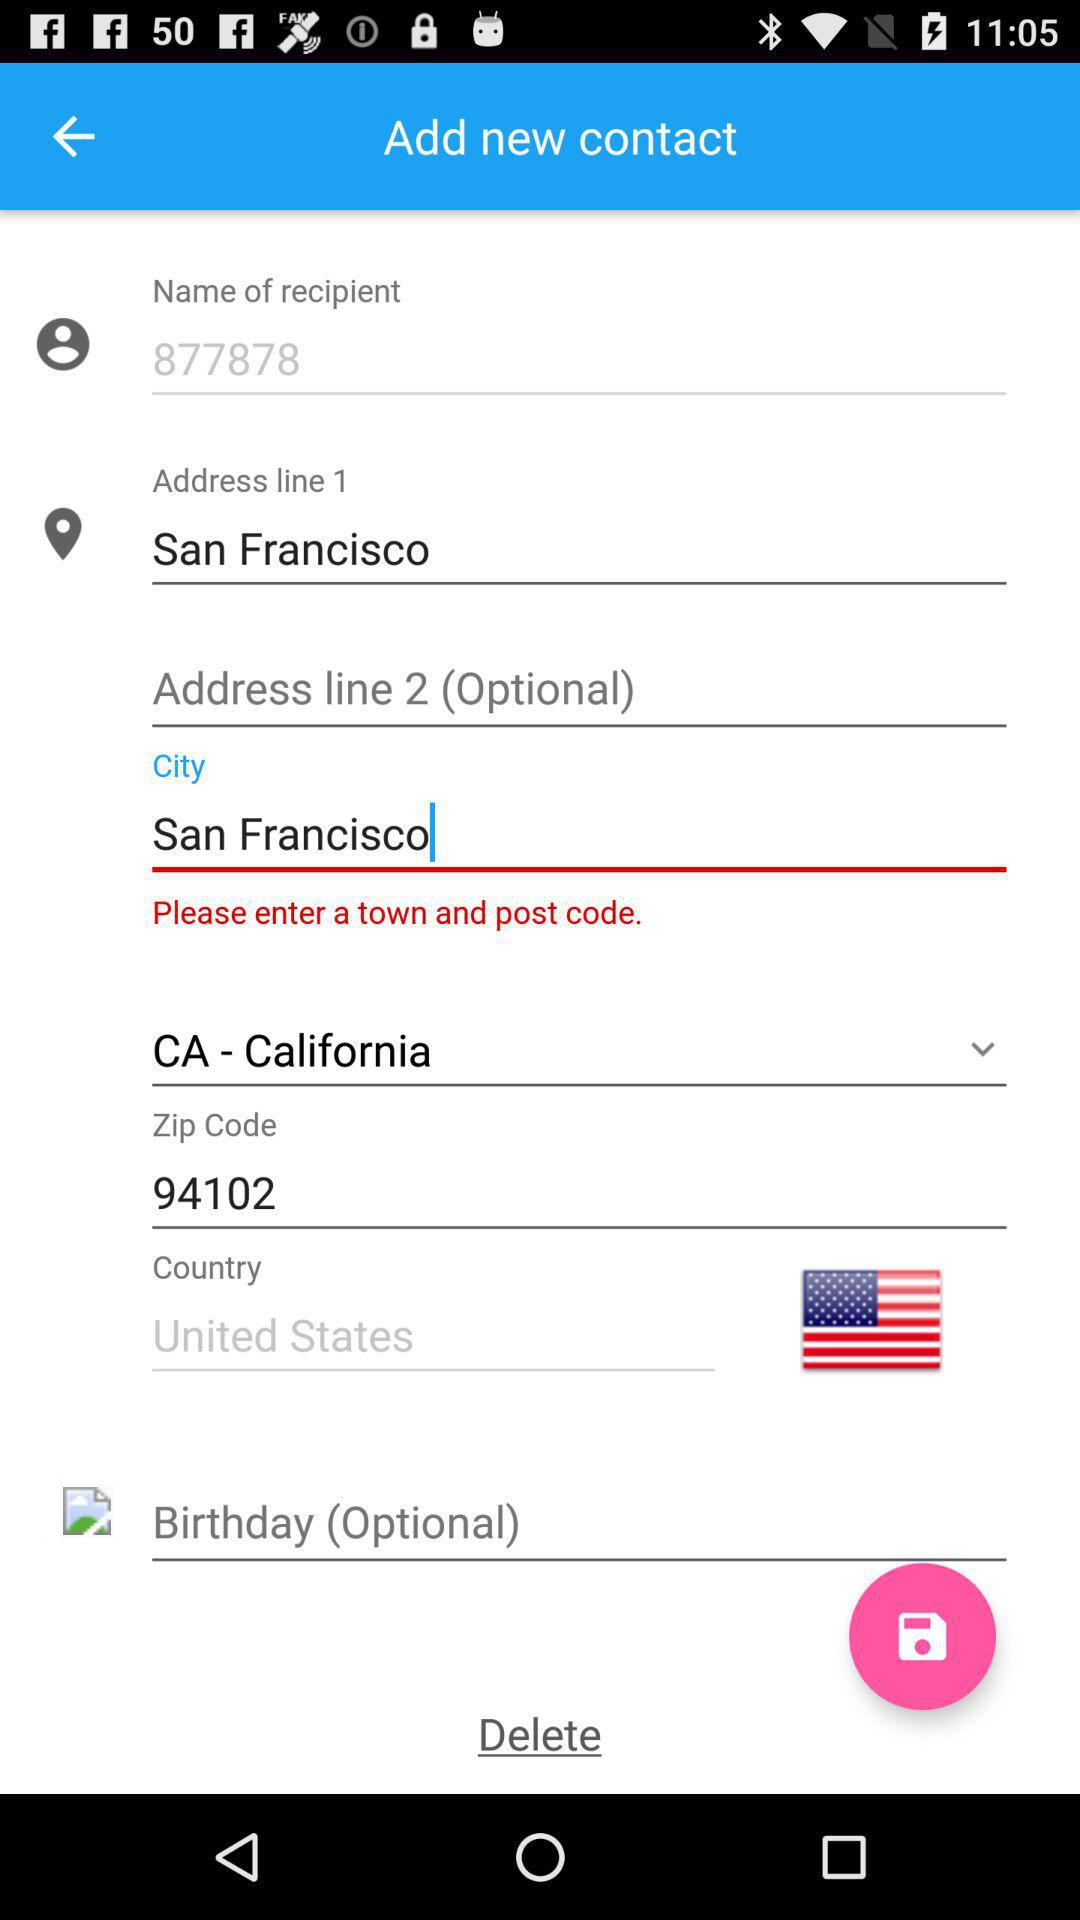 50 FAKE 11:05
Add new contact
Name of recipient
877878
Address line 1
San Francisco
Address line 2 (Optional)
City
San Francisco
Please enter a town and post code.
CA - California
Zip Code
94102
Country
United States
Birthday (Optional)
Delete